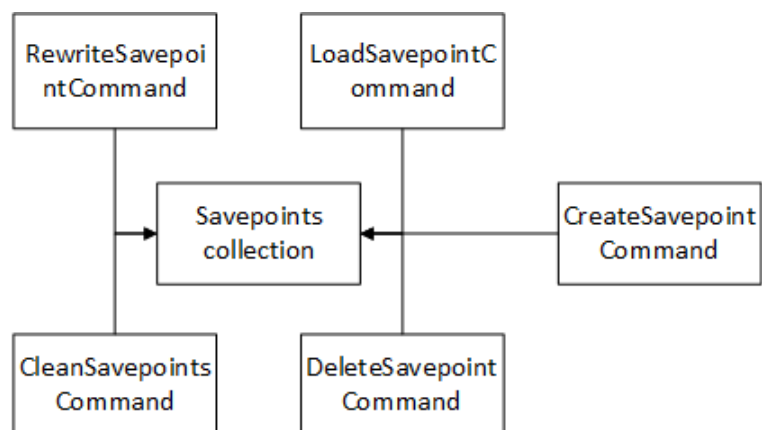 RewriteSavepoi
ntCommand
LoadSavepointC
ommand
Savepoints
collection
CreateSavepoint
Command
CleanSavepoints
Command
DeleteSavepoint
Command